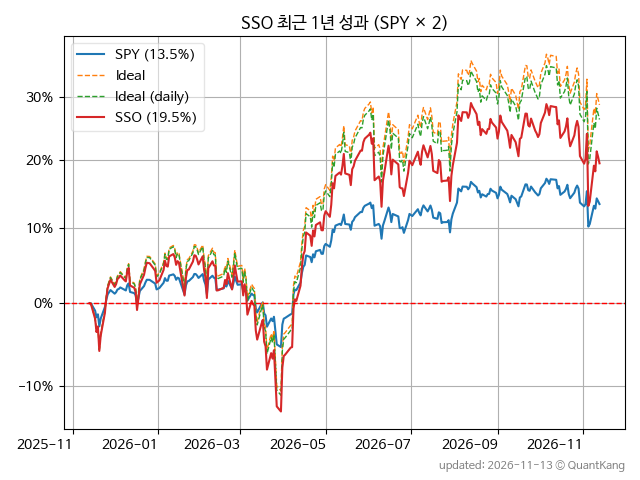 SSO 최근 1년 성과 (SPY × 2)
SPY (13.5%)
Ideal
Ideal (daily)
SSO (19.5%)
30%
20%
10%
0%
−10%
2025-11
2026-01
2026-03
2026-05
2026-07
2026-09
2026-11
updated: 2026-11-13 © QuantKang